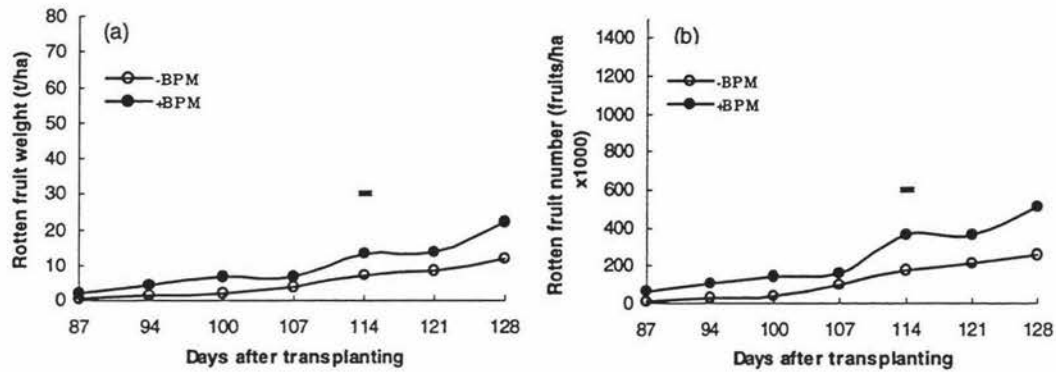 (a)
80
70
60
50
40
30
20
10
0
Rotten fruit weight (t/ha)
-BPM
+BPM
87 94 100 107 114 121 128
Days after transplanting
(b)
1400
1200
1000
800
600
400
200
0
Rotten fruit number (fruits/ha
x1000)
-BPM
+BPM
87 94 100 107 114 121 128
Days after transplanting